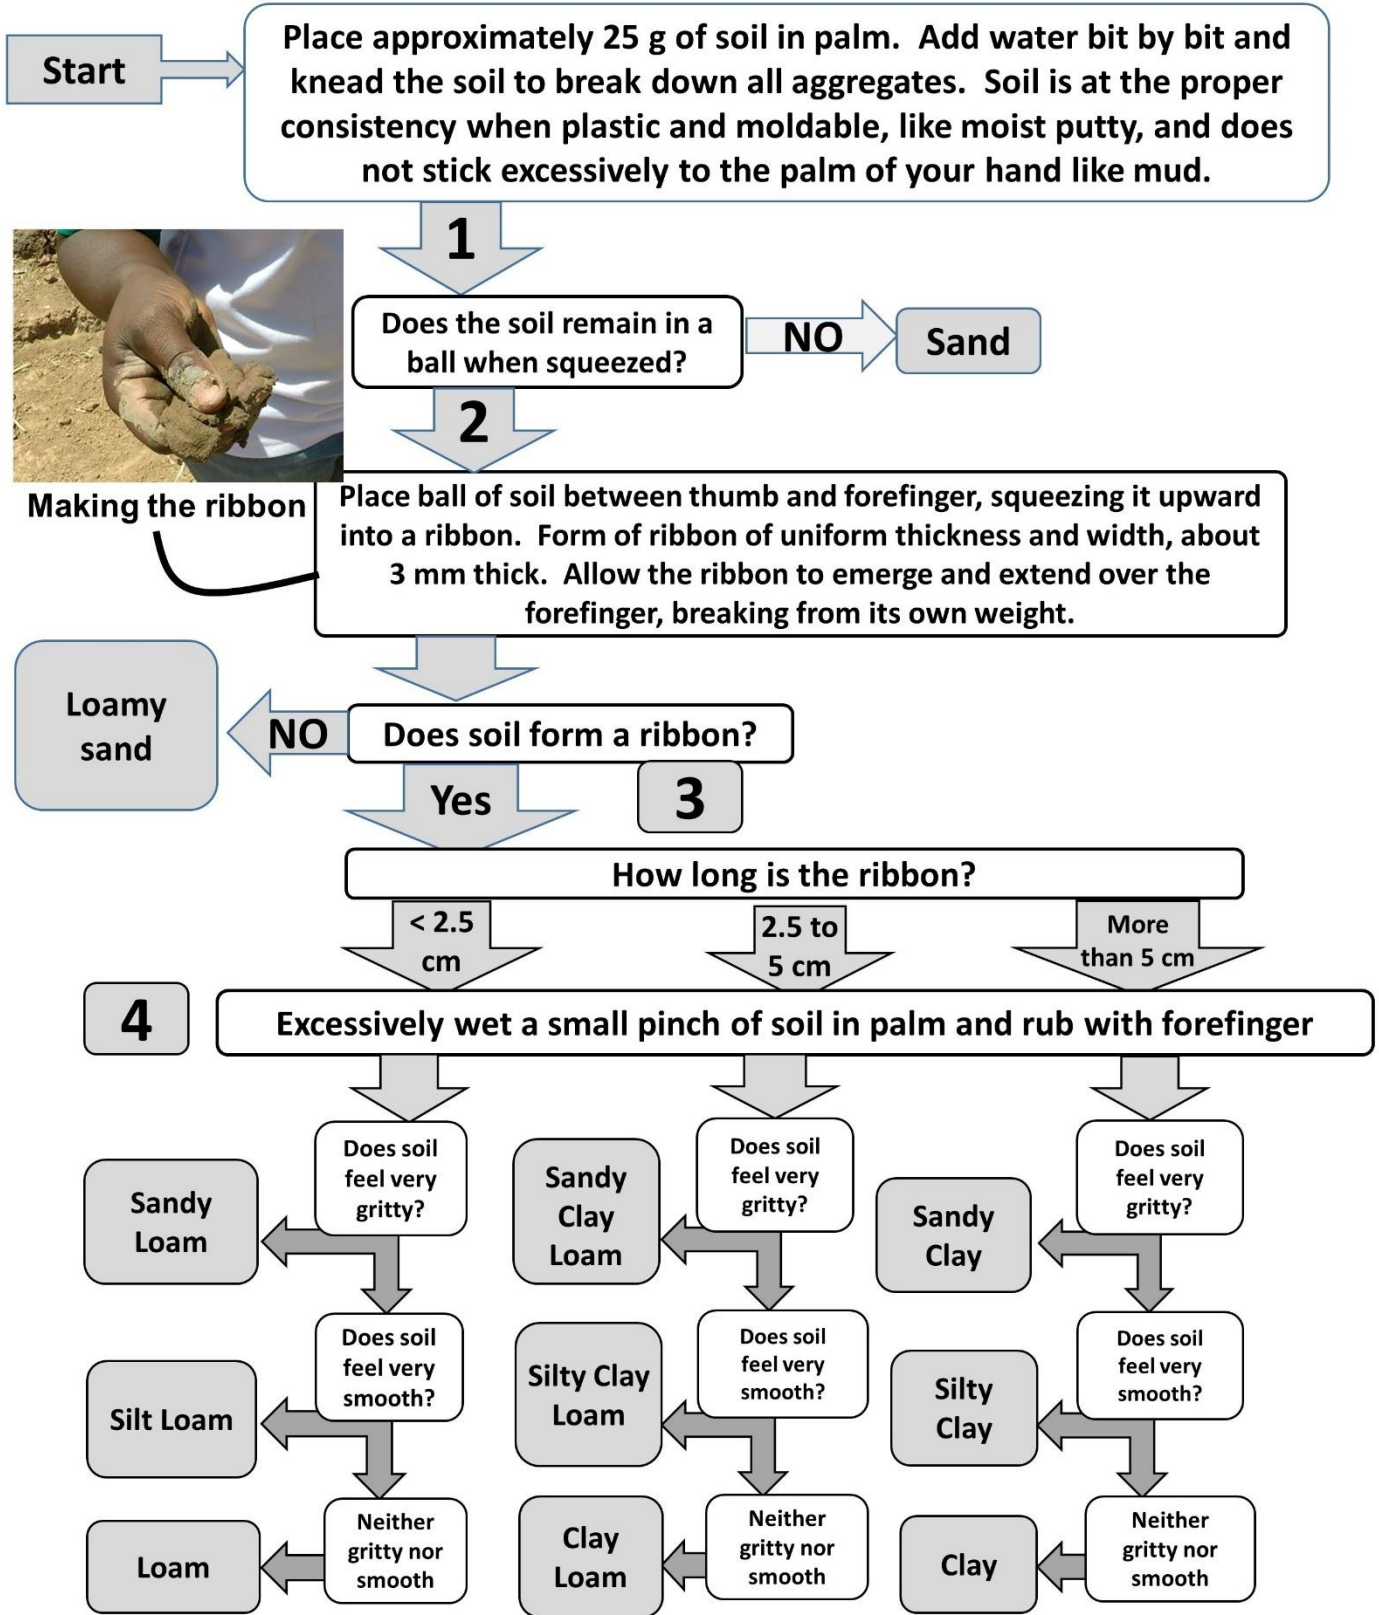 Start
Place approximately 25 g of soil in palm. Add water bit by bit and
knead the soil to break down all aggregates. Soil is at the proper
consistency when plastic and moldable, like moist putty, and does
not stick excessively to the palm of your hand like mud.
1
Does the soil remain in a
ball when squeezed?
NO
Sand
2
Making the ribbon
Place ball of soil between thumb and forefinger, squeezing it upward
into a ribbon. Form of ribbon of uniform thickness and width, about
3 mm thick. Allow the ribbon to emerge and extend over the
forefinger, breaking from its own weight.
Loamy
sand
NO
Does soil form a ribbon?
Yes
3
How long is the ribbon?
< 2.5
cm
2.5 to
5 cm
More
than 5 cm
4
Excessively wet a small pinch of soil in palm and rub with forefinger
Does soil
feel very
gritty?
Sandy
Loam
Does soil
feel very
smooth?
Silt Loam
Neither
gritty nor
smooth
Loam
Does soil
feel very
gritty?
Sandy
Clay
Loam
Does soil
feel very
smooth?
Silty Clay
Loam
Neither
gritty nor
smooth
Clay
Loam
Does soil
feel very
gritty?
Sandy
Clay
Does soil
feel very
smooth?
Silty
Clay
Neither
gritty nor
smooth
Clay